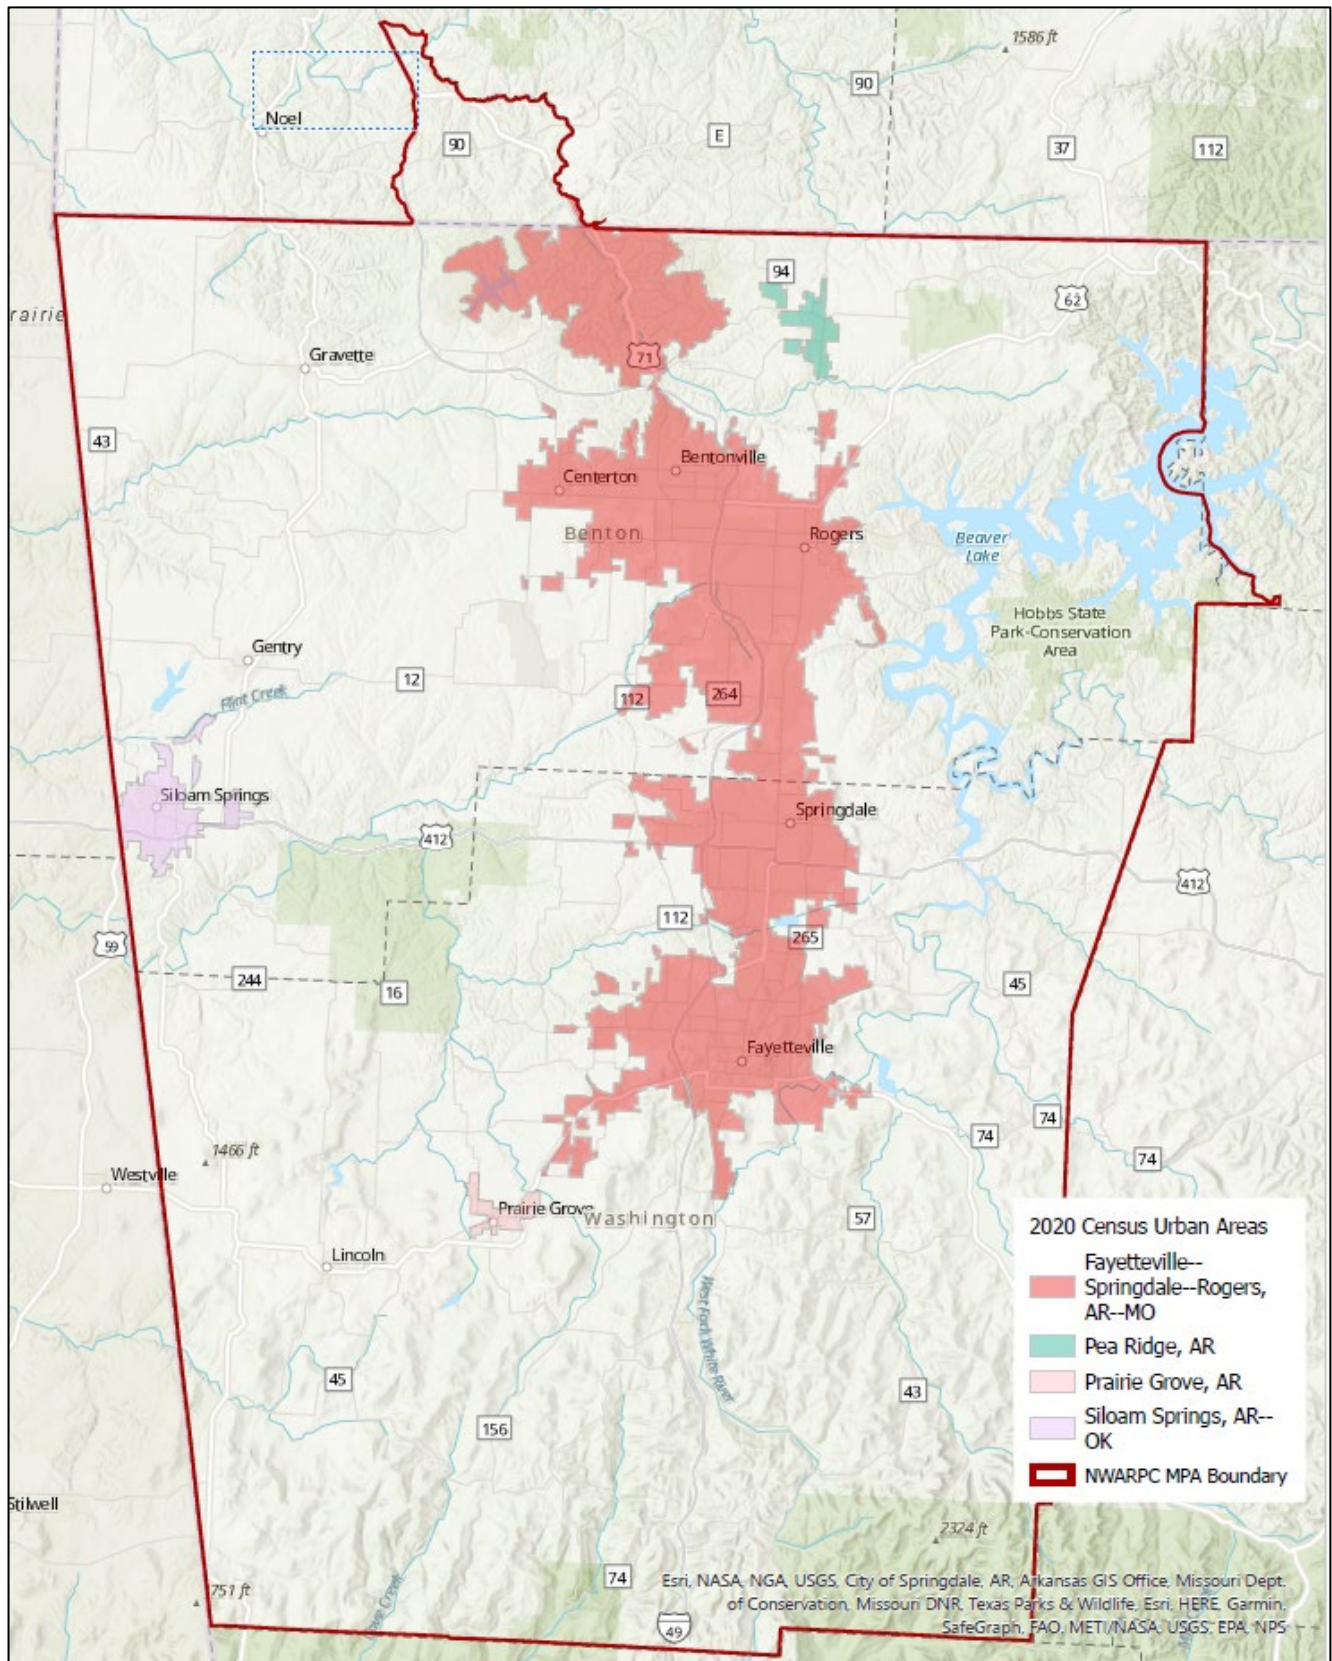 1586 ft
90
Noel
E
37
112
90
94
62
rairie
71
Gravette
43
Bentonville
Centerton
Benton
Rogers
Beaver
Lake
Hobbs State
Park-Conservation
Area
Gentry
12
Flint Creek
112
264
Siloam Springs
Springdale
412
412
112
59
265
244
45
16
Fayetteville
74
74
1466 ft
74
Westville
Prairie Grove
Washington
57
Lincoln
West Fork White River
45
43
156
2020 Census Urban Areas
Fayetteville--
Springdale--Rogers,
AR--MO
Pea Ridge, AR
Prairie Grove, AR
Siloam Springs, AR--
OK
NWARPC MPA Boundary
Stilwell
2324 ft
751 ft
74
49
Esri, NASA, NGA, USGS, City of Springdale, AR, Arkansas GIS Office, Missouri Dept.
of Conservation, Missouri DNR, Texas Parks & Wildlife, Esri, HERE, Garmin,
SafeGraph, FAO, METI/NASA, USGS, EPA, NPS